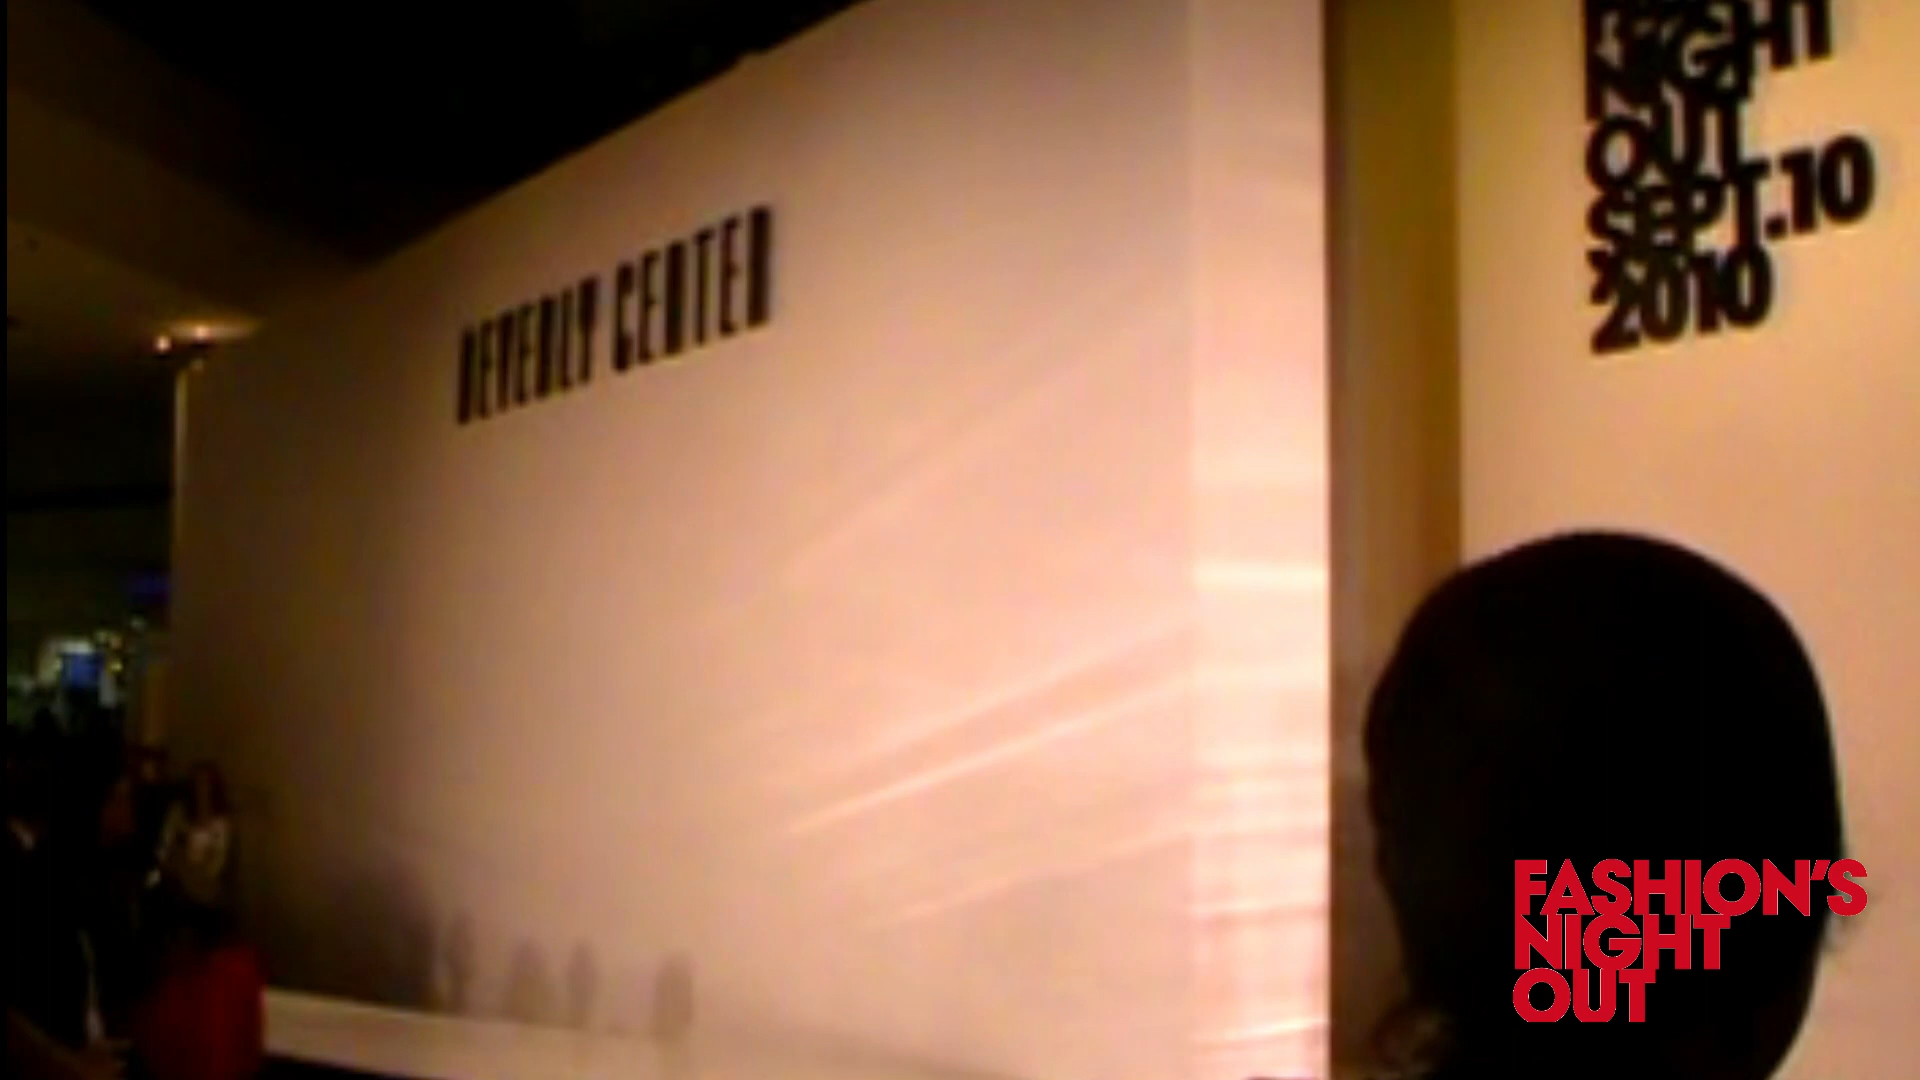 BEVERLY CENTER
NIGHT
OUT
SEPT.10
2010
FASHION'S
NIGHT
OUT